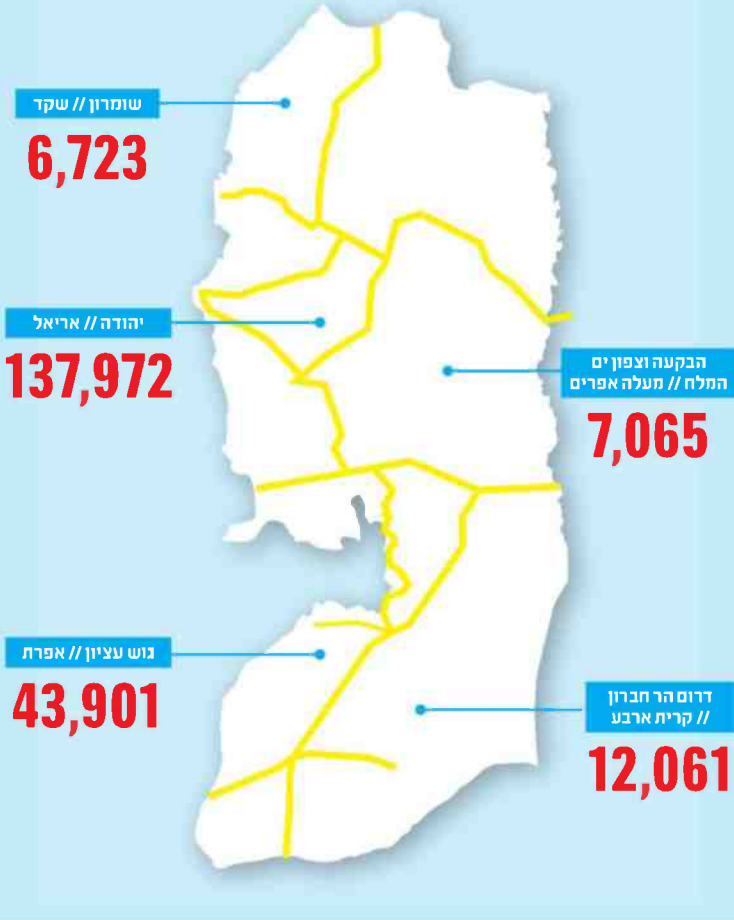 שומרון // שקד
6,723
יהודה // אריאל
137,972
הבקעה וצפון ים
המלח // מעלה אפרים
7,065
גוש עציון // אפרת
43,901
דרום הר חברון
// קרית ארבע
12,061